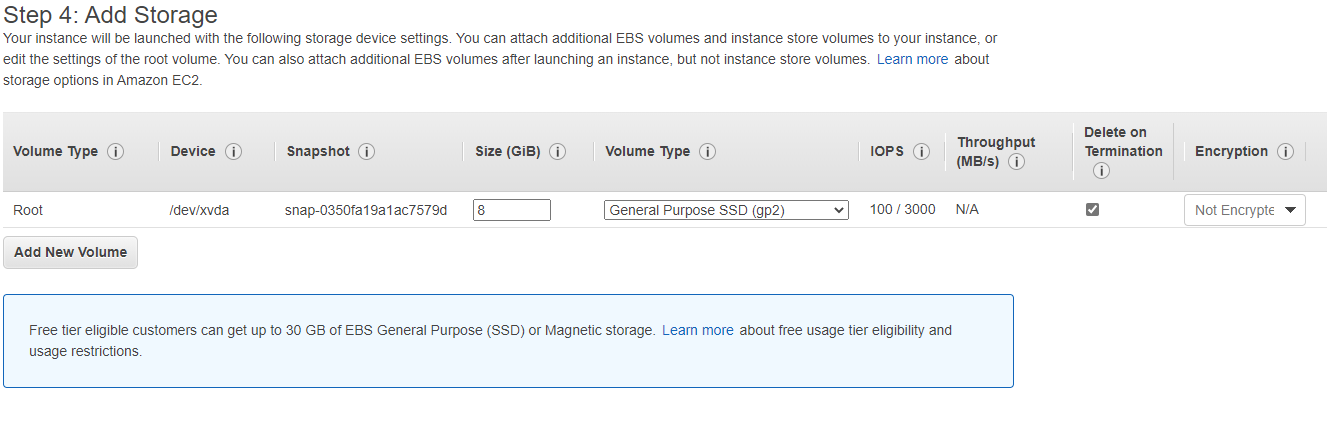 Step 4: Add Storage
Your instance will be launched with the following storage device settings. You can attach additional EBS volumes and instance store volumes to your instance, or
edit the settings of the root volume. You can also attach additional EBS volumes after launching an instance, but not instance store volumes. Learn more about
storage options in Amazon EC2.
Volume Type i Device i Snapshot i Size (GiB) i Volume Type i IOPS i Throughput (MB/s) i Delete on Termination i Encryption i
Root /dev/xvda snap-0350fa19a1ac7579d 8 General Purpose SSD (gp2) 100 / 3000 N/A Not Encrypte
Add New Volume
Free tier eligible customers can get up to 30 GB of EBS General Purpose (SSD) or Magnetic storage. Learn more about free usage tier eligibility and
usage restrictions.